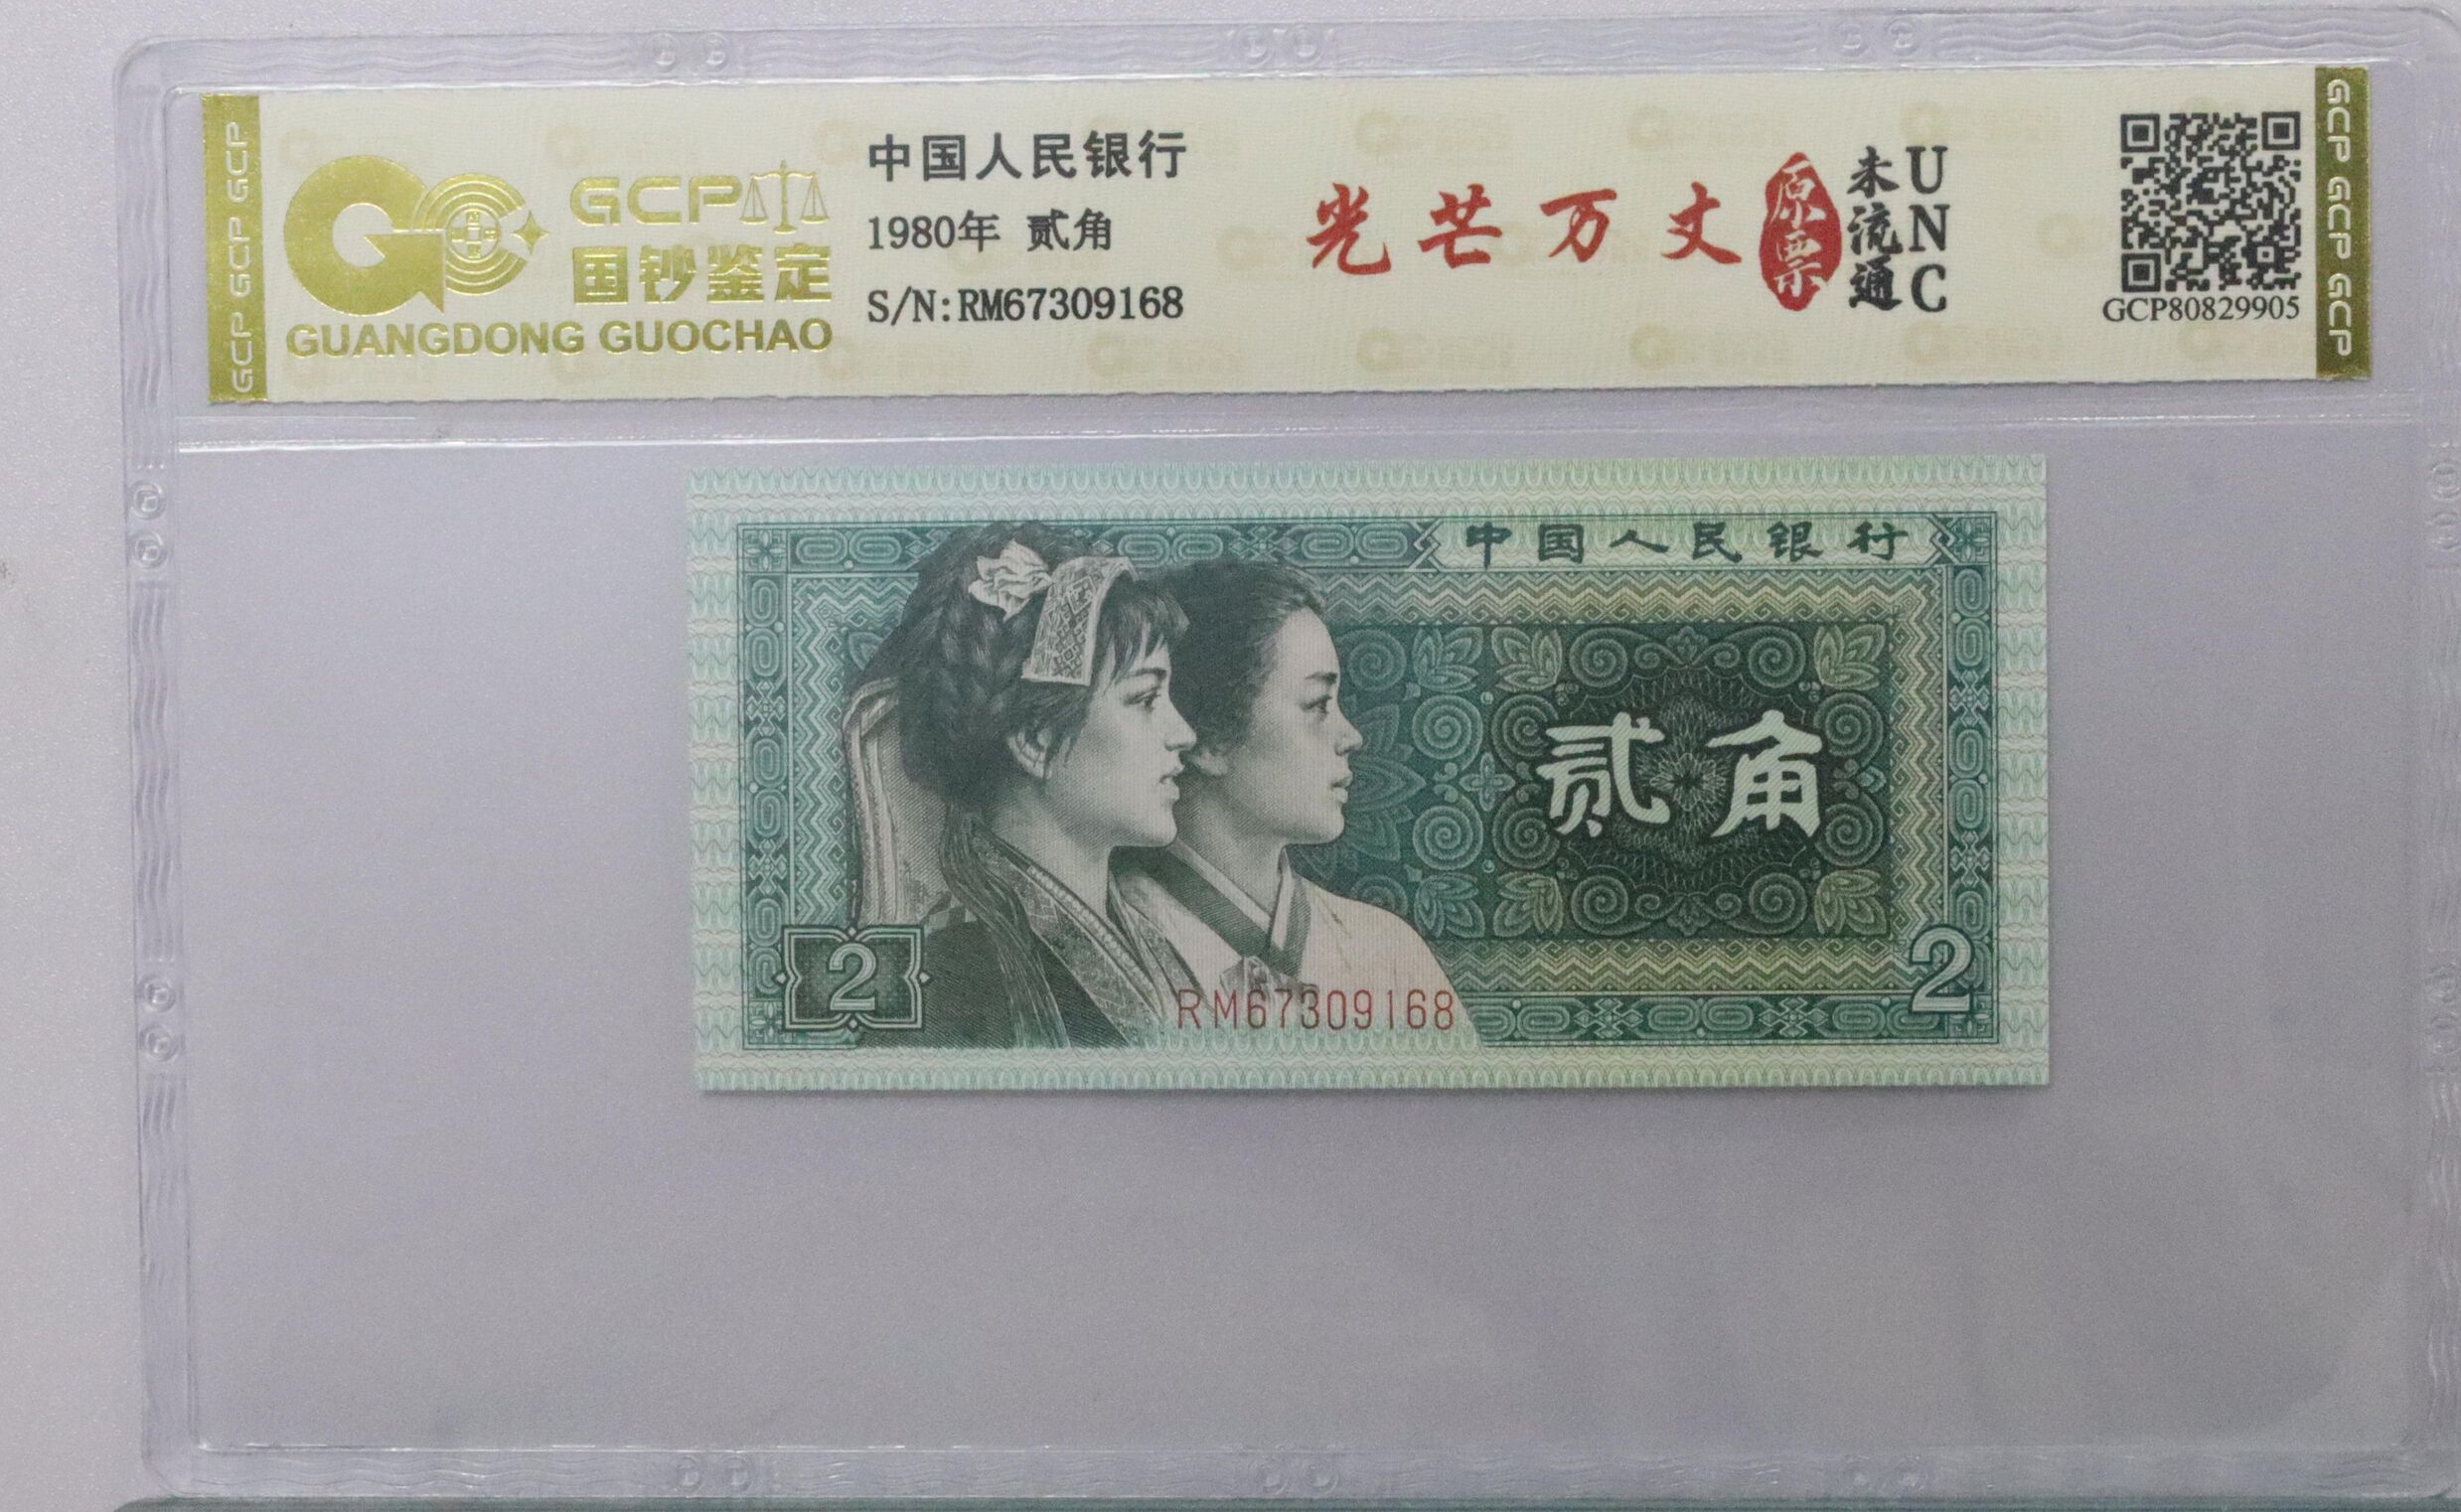 GCP GCP GCP
GCP
国钞鉴定
GUANGDONG GUOCHAO
中国人民银行
1980年 贰角
S/N:RM67309168
光芒万丈
原票
未流通
UNC
GCP80829905
GCP GCP GCP
中国人民银行
贰角
2
2
RM67309168